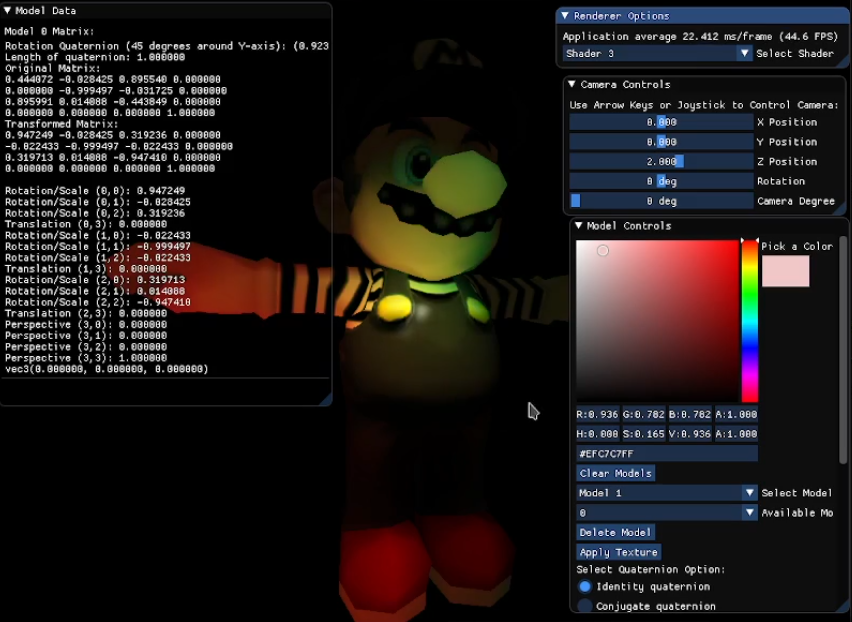 Model Data
Model 0 Matrix:
Rotation Quaternion (45 degrees around Y-axis): (0.923
Length of quaternion: 1.000000
Original Matrix:
0.444072 -0.028425 0.895540 0.000000
0.000000 -0.999497 -0.031725 0.000000
0.895991 0.014088 -0.443849 0.000000
0.000000 0.000000 0.000000 1.000000
Transformed Matrix:
0.947249 -0.028425 0.319236 0.000000
-0.022433 -0.999497 -0.022433 0.000000
0.319713 0.014088 -0.947410 0.000000
0.000000 0.000000 0.000000 1.000000
Rotation/Scale (0,0): 0.947249
Rotation/Scale (0,1): -0.028425
Rotation/Scale (0,2): 0.319236
Translation (0,3): 0.000000
Rotation/Scale (1,0): -0.022433
Rotation/Scale (1,1): -0.999497
Rotation/Scale (1,2): -0.022433
Translation (1,3): 0.000000
Rotation/Scale (2,0): 0.319713
Rotation/Scale (2,1): 0.014088
Rotation/Scale (2,2): -0.947410
Translation (2,3): 0.000000
Perspective (3,0): 0.000000
Perspective (3,1): 0.000000
Perspective (3,2): 0.000000
Perspective (3,3): 1.000000
vec3(0.000000, 0.000000, 0.000000)
Renderer Options
Application average 22.412 ms/frame (44.6 FPS)
Shader 3 Select Shader
Camera Controls
Use Arrow Keys or Joystick to Control Camera:
0.000 X Position
0.000 Y Position
2.000 Z Position
0 deg Rotation
0 deg Camera Degree
Model Controls
Pick a Color
R:0.936 G:0.782 B:0.782 A:1.000
H:0.000 S:0.165 V:0.936 A:1.000
#EFC7C7FF
Clear Models
Model 1 Select Model
0 Available Mo
Delete Model
Apply Texture
Select Quaternion Option:
Identity quaternion
Conjugate quaternion